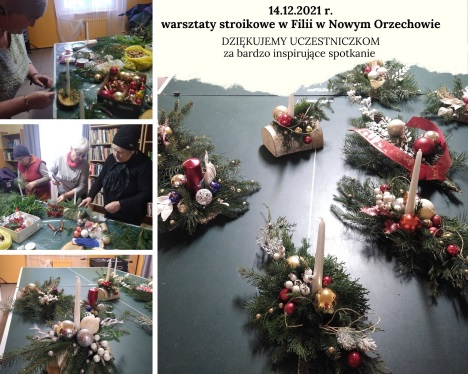 14.12.2021 r.
warsztaty stroikowe w Filii w Nowym Orzechowie
DZIĘKUJEMY UCZESTNICZKOM
za bardzo inspirujące spotkanie